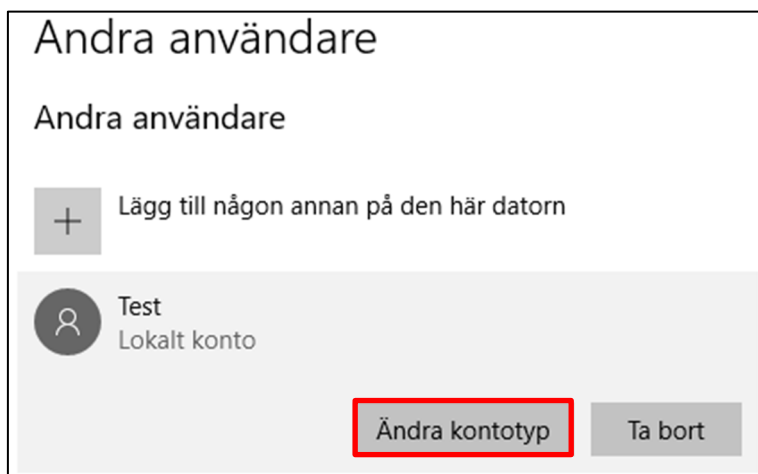 Andra användare
Andra användare
Lägg till någon annan på den här datorn
Test
Lokalt konto
Ändra kontotyp
Ta bort